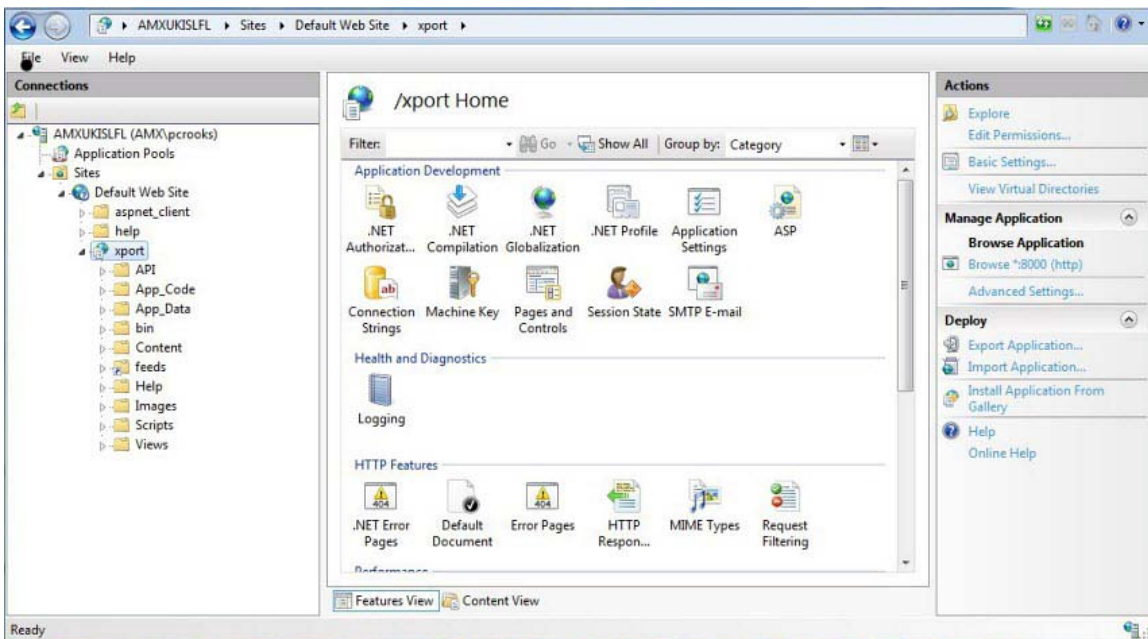 AMXUKISLFL Sites Default Web Site xport
File View Help
Connections
AMXUKISLFL (AMX\pcrooks)
Application Pools
Sites
Default Web Site
aspnet_client
help
xport
API
App_Code
App_Data
bin
Content
feeds
Help
Images
Scripts
Views
/xport Home
Filter: Go Show All Group by: Category
Application Development
.NET Authorizat...
.NET Compilation
.NET Globalization
.NET Profile
Application Settings
ASP
Connection Strings
ab
Machine Key
Pages and Controls
Session State
SMTP E-mail
Health and Diagnostics
Logging
HTTP Features
404
.NET Error Pages
Default Document
404
Error Pages
HTTP Respon...
MIME Types
Request Filtering
Performance
Features View Content View
Actions
Explore
Edit Permissions...
Basic Settings...
View Virtual Directories
Manage Application
Browse Application
Browse *:8000 (http)
Advanced Settings...
Deploy
Export Application...
Import Application...
Install Application From
Gallery
Help
Online Help
Ready